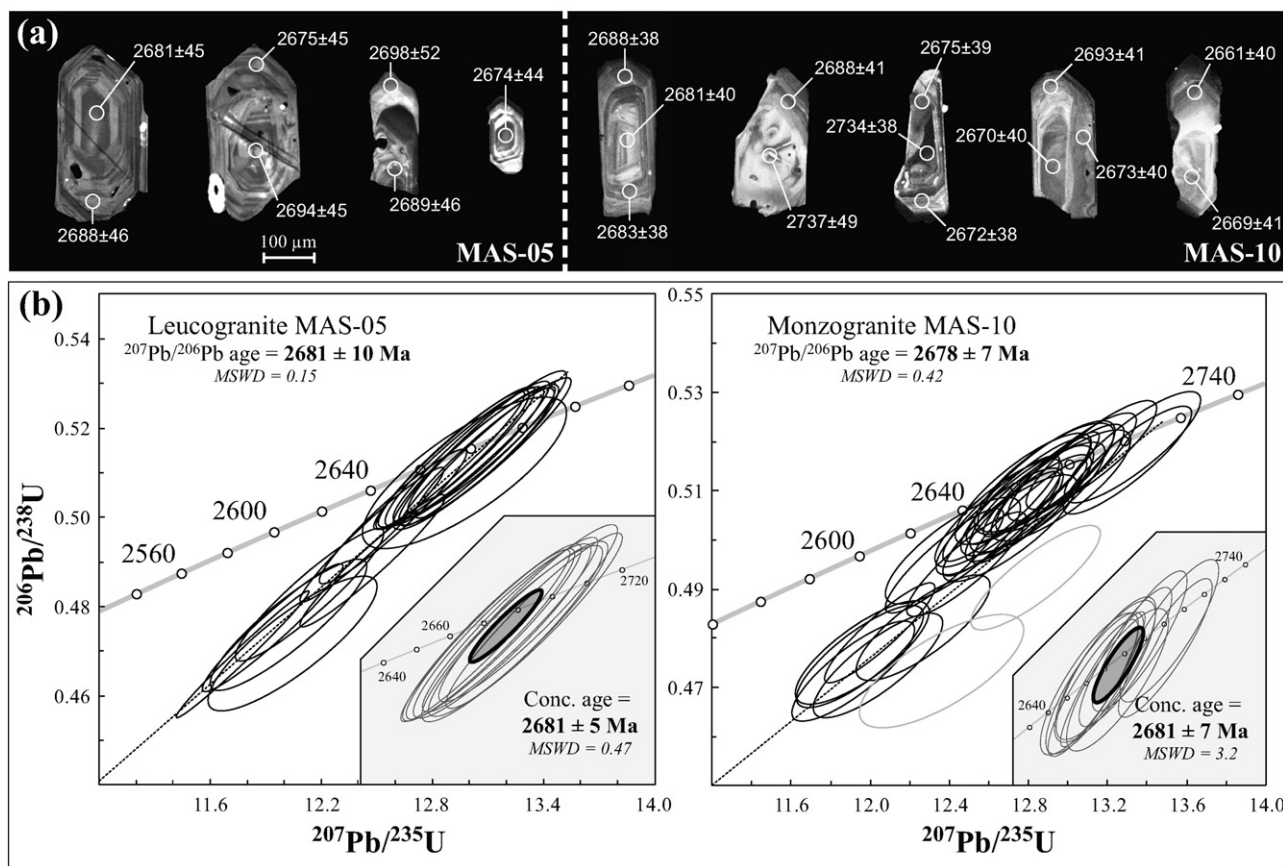 (a)
2681±45
2675±45
2698±52
2674±44
2688±46
2694±45
2689±46
100 µm
MAS-05
2688±38
2681±40
2683±38
2688±41
2737±49
2675±39
2734±38
2672±38
2693±41
2670±40
2673±40
2661±40
2669±41
MAS-10
(b)
Leucogranite MAS-05
²⁰⁷Pb/²⁰⁶Pb age = 2681 ± 10 Ma
MSWD = 0.15
0.54
0.52
0.50
0.48
0.46
²⁰⁶Pb/²³⁸U
2560
2600
2640
2720
2660
2640
Conc. age =
2681 ± 5 Ma
MSWD = 0.47
11.6
12.2
12.8
13.4
14.0
²⁰⁷Pb/²³⁵U
Monzogranite MAS-10
²⁰⁷Pb/²⁰⁶Pb age = 2678 ± 7 Ma
MSWD = 0.42
0.55
0.53
0.51
0.49
0.47
2600
2640
2740
2740
2640
Conc. age =
2681 ± 7 Ma
MSWD = 3.2
11.6
12.0
12.4
12.8
13.2
13.6
14.0
²⁰⁷Pb/²³⁵U